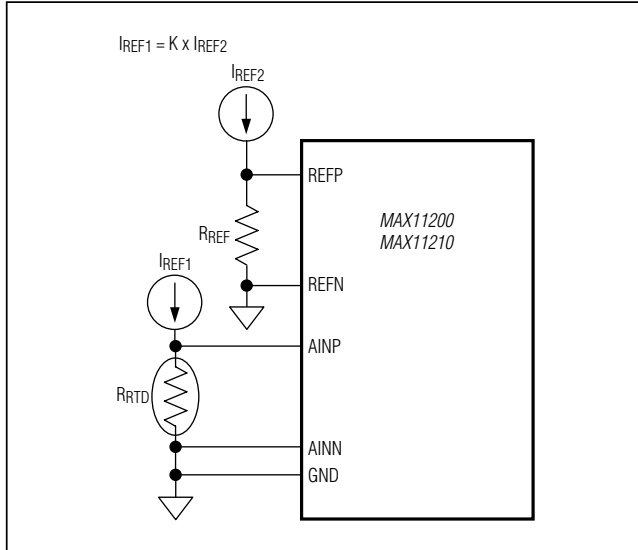 IREF1 = K x IREF2
IREF2
REFP
MAX11200
MAX11210
RREF
IREF1
REFN
AINP
RRTD
AINN
GND